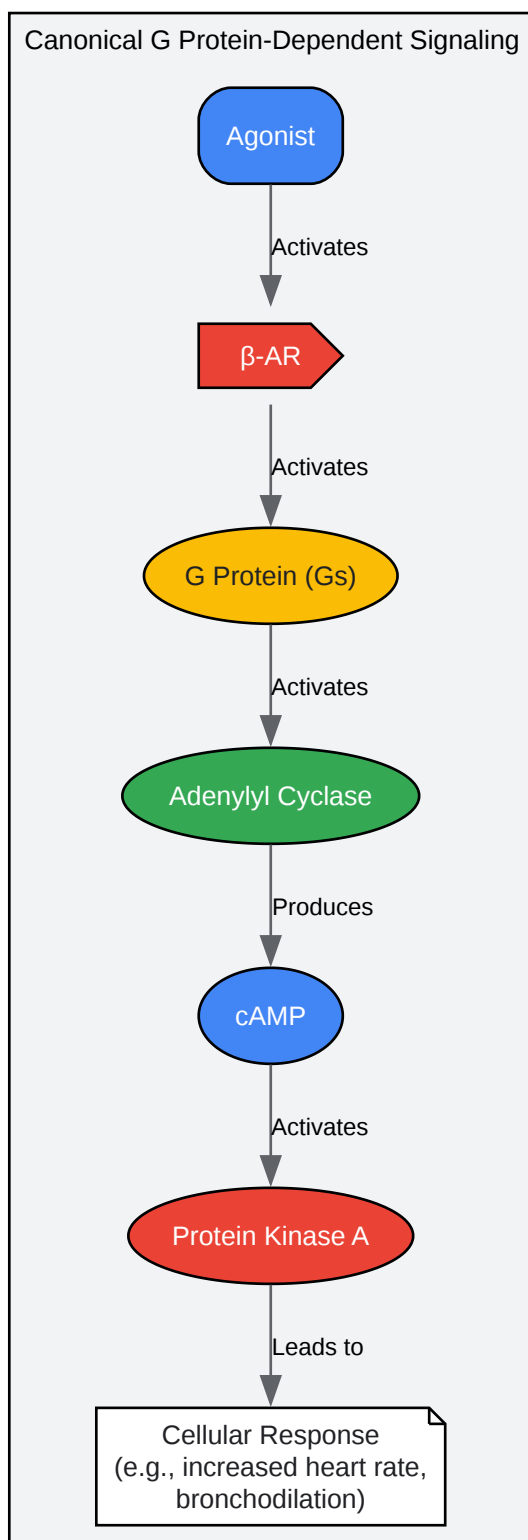 Canonical G Protein-Dependent Signaling
Agonist
Activates
β-AR
Activates
G Protein (Gs)
Activates
Adenylyl Cyclase
Produces
cAMP
Activates
Protein Kinase A
Leads to
Cellular Response
(e.g., increased heart rate,
bronchodilation)